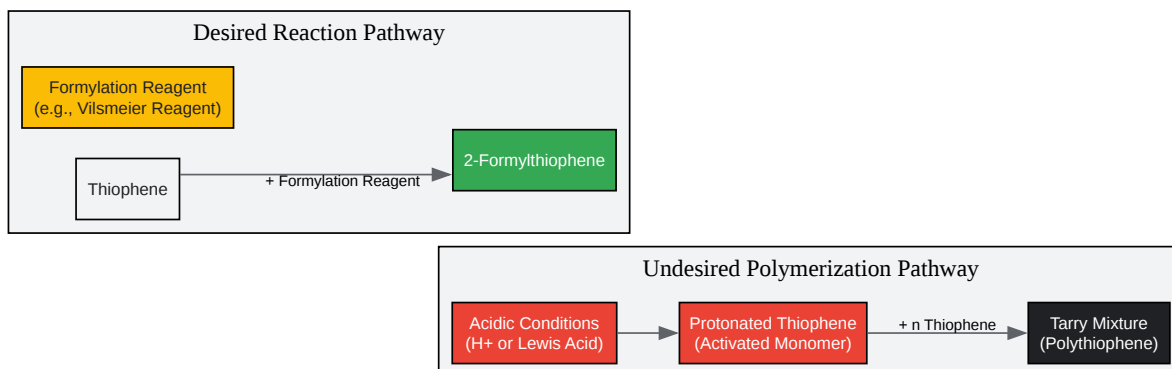 Desired Reaction Pathway
Formylation Reagent
(e.g., Vilsmeier Reagent)
2-Formylthiophene
+ Formylation Reagent
Thiophene
Undesired Polymerization Pathway
Acidic Conditions
(H+ or Lewis Acid)
Protonated Thiophene
(Activated Monomer)
+ n Thiophene
Tarry Mixture
(Polythiophene)